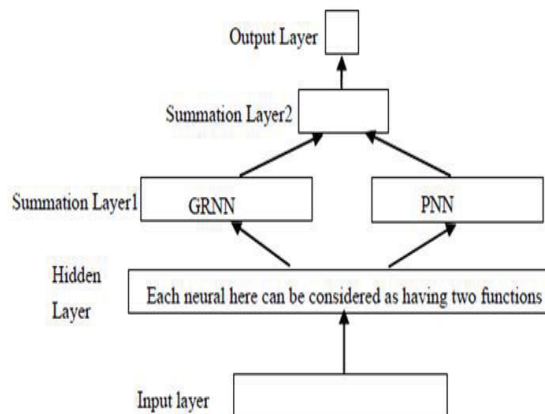 Output Layer
Summation Layer2
Summation Layer1
GRNN
PNN
Hidden
Layer
Each neural here can be considered as having two functions
Input layer